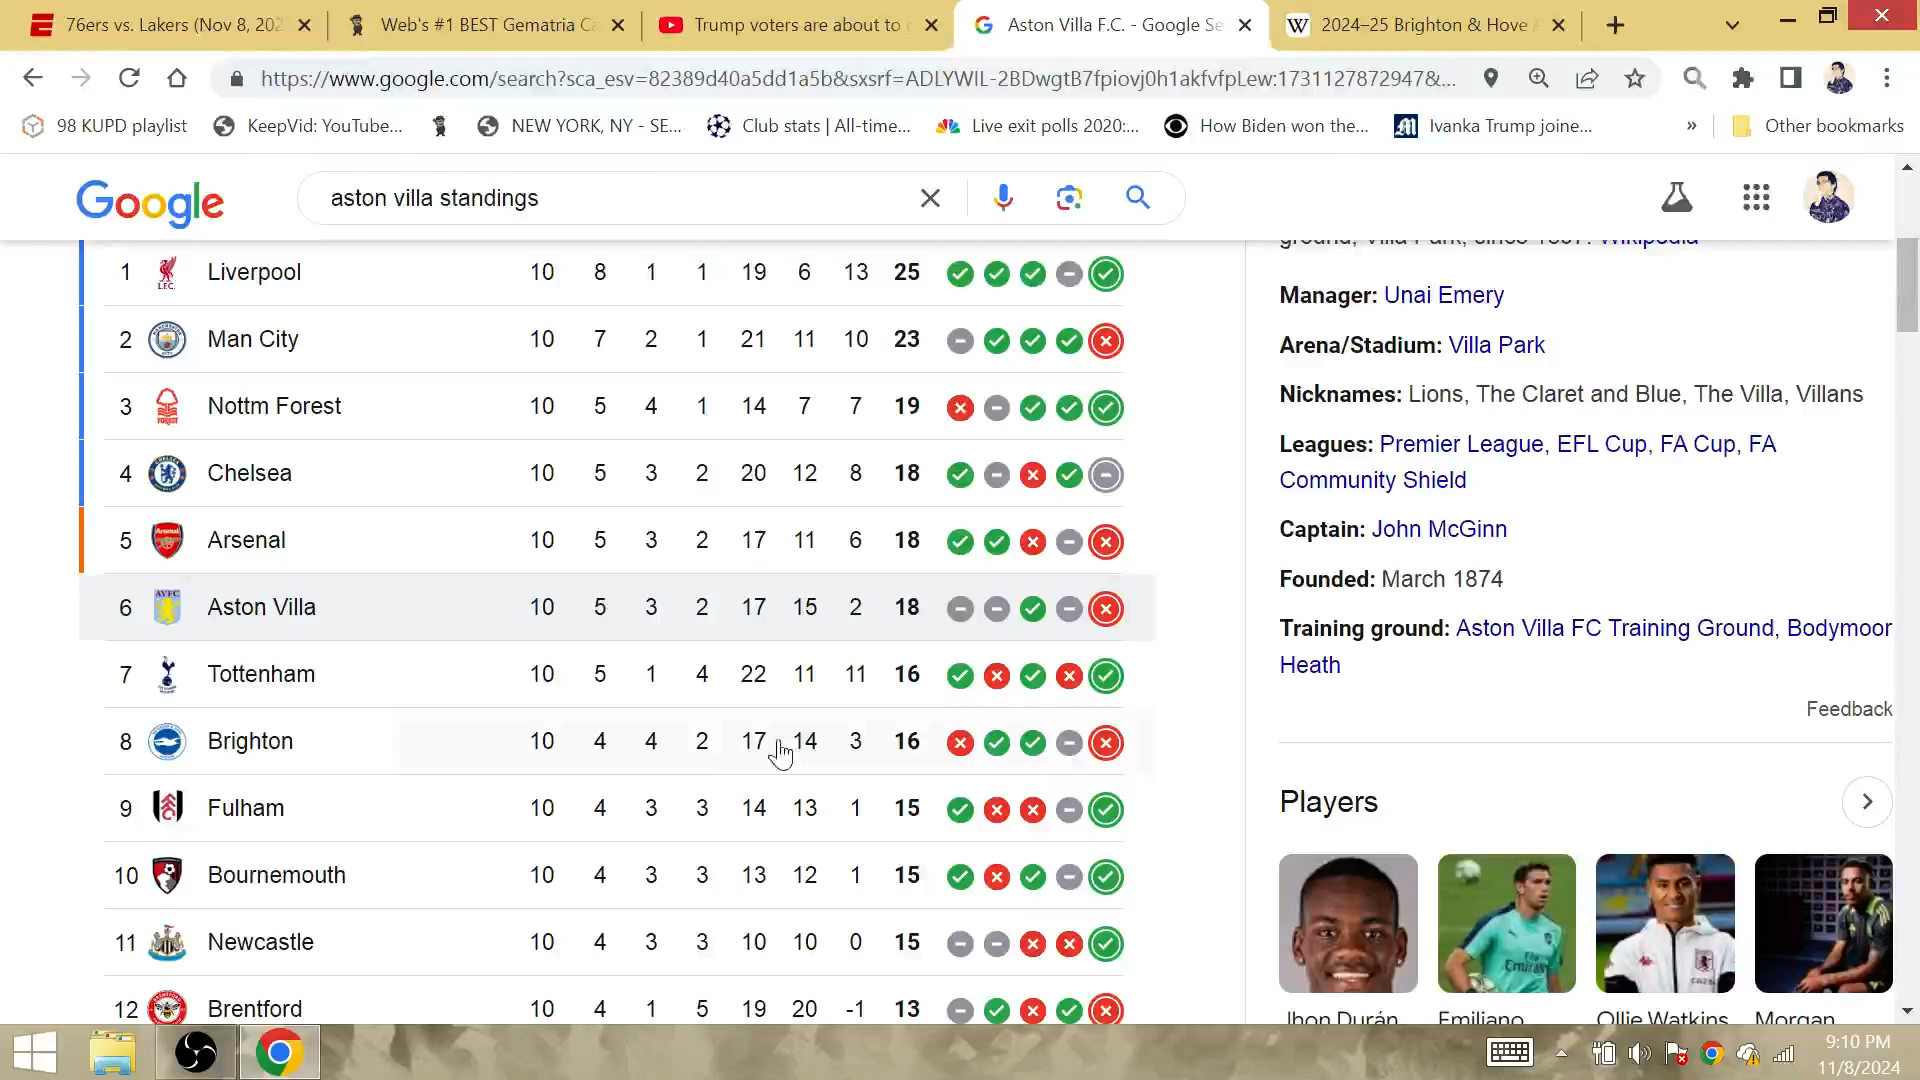 76ers vs. Lakers (Nov 8, 202
Web's #1 BEST Gematria Ca
Trump voters are about to
Aston Villa F.C. - Google Se
2024–25 Brighton & Hove
https://www.google.com/search?sca_esv=82389d40a5dd1a5b&sxsrf=ADLYWIL-2BDwgtB7fpiovj0h1akfvfpLew:1731127872947&...
98 KUPD playlist
KeepVid: YouTube...
NEW YORK, NY - SE...
Club stats | All-time...
Live exit polls 2020:...
How Biden won the...
Ivanka Trump joine...
»
Other bookmarks
Google
aston villa standings
1 Liverpool 10 8 1 1 19 6 13 25
2 Man City 10 7 2 1 21 11 10 23
3 Nottm Forest 10 5 4 1 14 7 7 19
4 Chelsea 10 5 3 2 20 12 8 18
5 Arsenal 10 5 3 2 17 11 6 18
6 Aston Villa 10 5 3 2 17 15 2 18
7 Tottenham 10 5 1 4 22 11 11 16
8 Brighton 10 4 4 2 17 14 3 16
9 Fulham 10 4 3 3 14 13 1 15
10 Bournemouth 10 4 3 3 13 12 1 15
11 Newcastle 10 4 3 3 10 10 0 15
12 Brentford 10 4 1 5 19 20 -1 13
Manager: Unai Emery
Arena/Stadium: Villa Park
Nicknames: Lions, The Claret and Blue, The Villa, Villans
Leagues: Premier League, EFL Cup, FA Cup, FA
Community Shield
Captain: John McGinn
Founded: March 1874
Training ground: Aston Villa FC Training Ground, Bodymoor
Heath
Feedback
Players
Jhon Durán
Emiliano
Ollie Watkins
Morgan
9:10 PM
11/8/2024